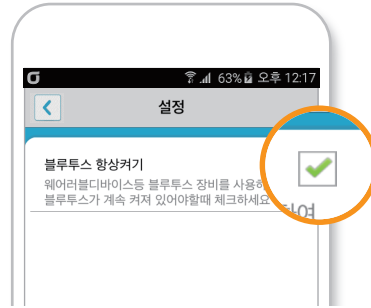 63% 오후 12:17
설정
블루투스 항상켜기
웨어러블디바이스등 블루투스 장비를 사용하
블루투스가 계속 켜져 있어야할때 체크하세요
하여